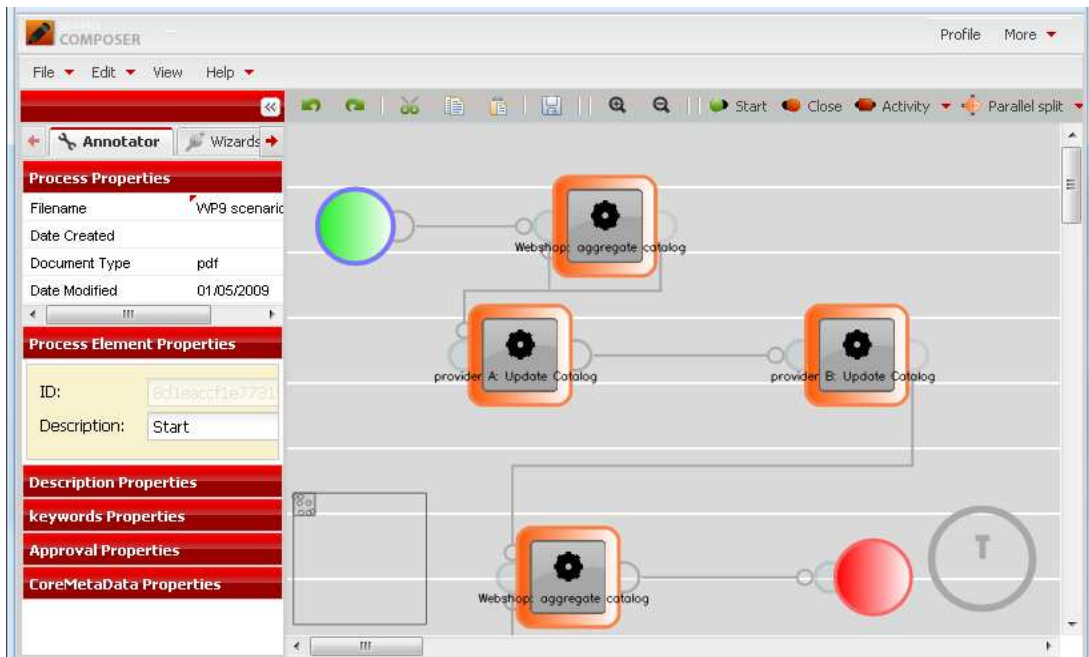 COMPOSER
Profile More
File Edit View Help
Start Close Activity Parallel split
Annotator Wizards
Process Properties
Filename WP9 scenario
Date Created
Document Type pdf
Date Modified 01/05/2009
Process Element Properties
ID:
Description: Start
Description Properties
keywords Properties
Approval Properties
CoreMetaData Properties
Webshop: aggregate catalog
provider A: Update Catalog
provider B: Update Catalog
Webshop: aggregate catalog
T